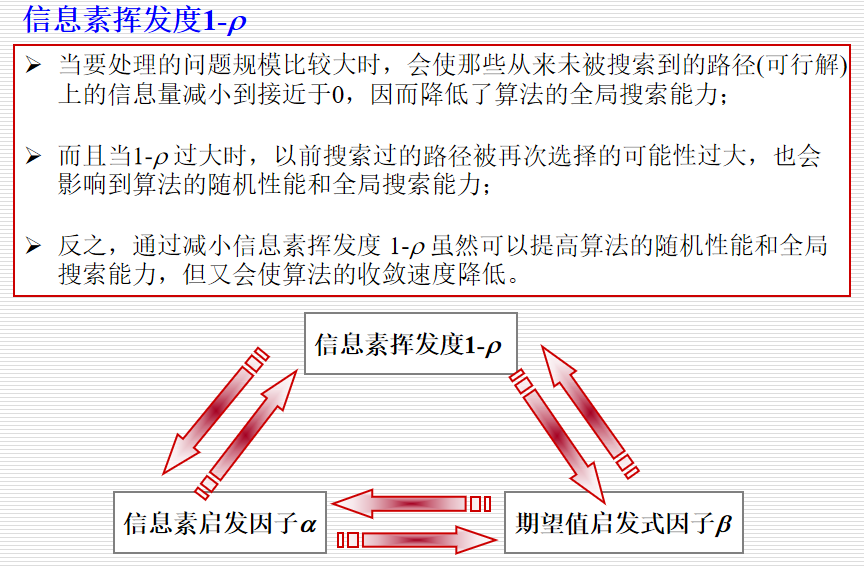 信息素挥发度1-ρ
➢ 当要处理的问题规模比较大时，会使那些从来未被搜索到的路径(可行解)
上的信息量减小到接近于0，因而降低了算法的全局搜索能力；
➢ 而且当1-ρ 过大时，以前搜索过的路径被再次选择的可能性过大，也会
影响到算法的随机性能和全局搜索能力；
➢ 反之，通过减小信息素挥发度 1-ρ 虽然可以提高算法的随机性能和全局
搜索能力，但又会使算法的收敛速度降低。
信息素挥发度1-ρ
信息素启发因子α
期望值启发式因子β